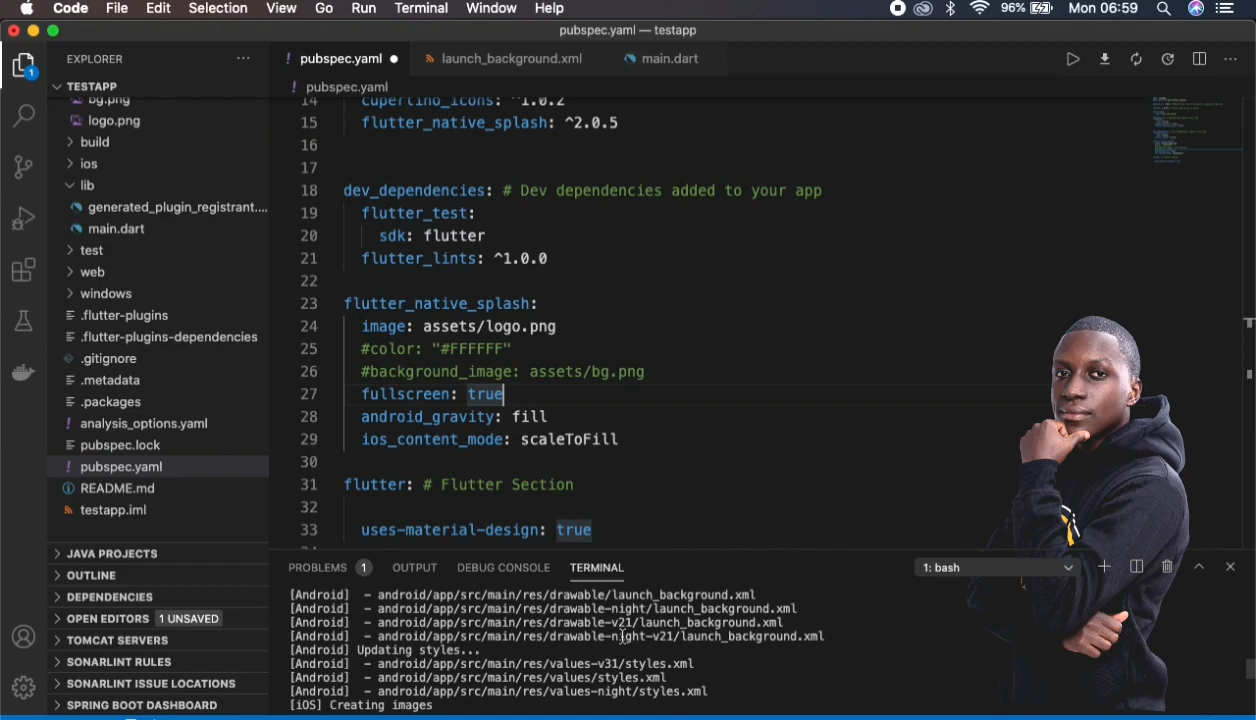 Code File Edit Selection View Go Run Terminal Window Help 96% Mon 06:59
pubspec.yaml — testapp
EXPLORER
pubspec.yaml
launch_background.xml
main.dart
TESTAPP
pubspec.yaml
bg.png
logo.png
build
ios
lib
generated_plugin_registrant....
main.dart
test
web
windows
.flutter-plugins
.flutter-plugins-dependencies
.gitignore
.metadata
.packages
analysis_options.yaml
pubspec.lock
pubspec.yaml
README.md
testapp.iml
JAVA PROJECTS
OUTLINE
DEPENDENCIES
OPEN EDITORS 1 UNSAVED
TOMCAT SERVERS
SONARLINT RULES
SONARLINT ISSUE LOCATIONS
SPRING BOOT DASHBOARD
1
14 cupertino_icons: ^1.0.2
15 flutter_native_splash: ^2.0.5
16
17
18 dev_dependencies: # Dev dependencies added to your app
19 flutter_test:
20 sdk: flutter
21 flutter_lints: ^1.0.0
22
23 flutter_native_splash:
24 image: assets/logo.png
25 #color: "#FFFFFF"
26 #background_image: assets/bg.png
27 fullscreen: true
28 android_gravity: fill
29 ios_content_mode: scaleToFill
30
31 flutter: # Flutter Section
32
33 uses-material-design: true
PROBLEMS 1 OUTPUT DEBUG CONSOLE TERMINAL 1: bash
[Android] - android/app/src/main/res/drawable/launch_background.xml
[Android] - android/app/src/main/res/drawable-night/launch_background.xml
[Android] - android/app/src/main/res/drawable-v21/launch_background.xml
[Android] - android/app/src/main/res/drawable-night-v21/launch_background.xml
[Android] Updating styles...
[Android] - android/app/src/main/res/values-v31/styles.xml
[Android] - android/app/src/main/res/values/styles.xml
[Android] - android/app/src/main/res/values-night/styles.xml
[iOS] Creating images